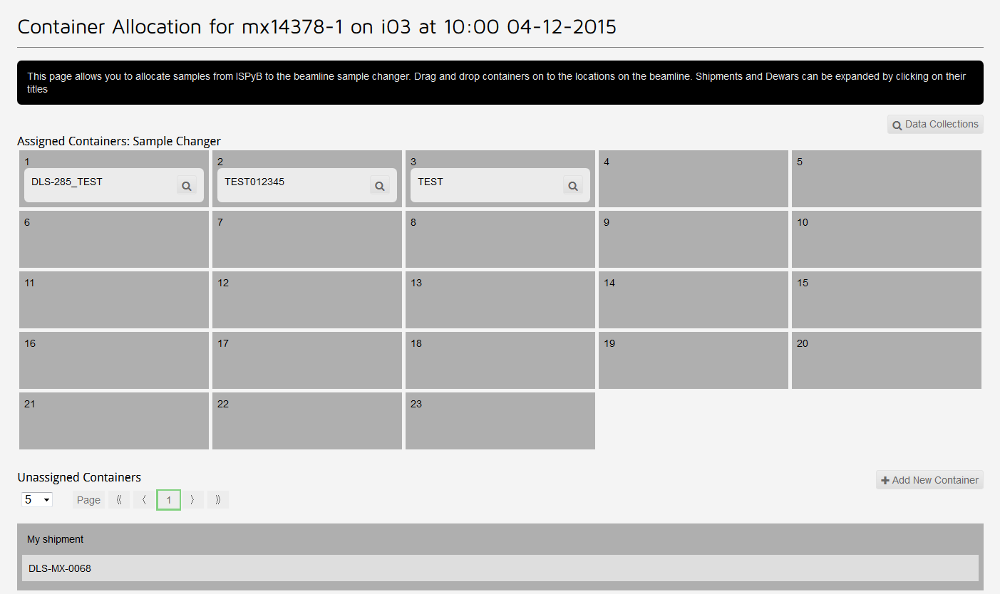 Container Allocation for mx14378-1 on i03 at 10:00 04-12-2015
This page allows you to allocate samples from ISPyB to the beamline sample changer. Drag and drop containers on to the locations on the beamline. Shipments and Dewars can be expanded by clicking on their
titles
Data Collections
Assigned Containers: Sample Changer
1 2 3 4 5
DLS-285_TEST TEST012345 TEST
6 7 8 9 10
11 12 13 14 15
16 17 18 19 20
21 22 23
Unassigned Containers
Add New Container
5 Page 《 〈 1 〉 》
My shipment
DLS-MX-0068